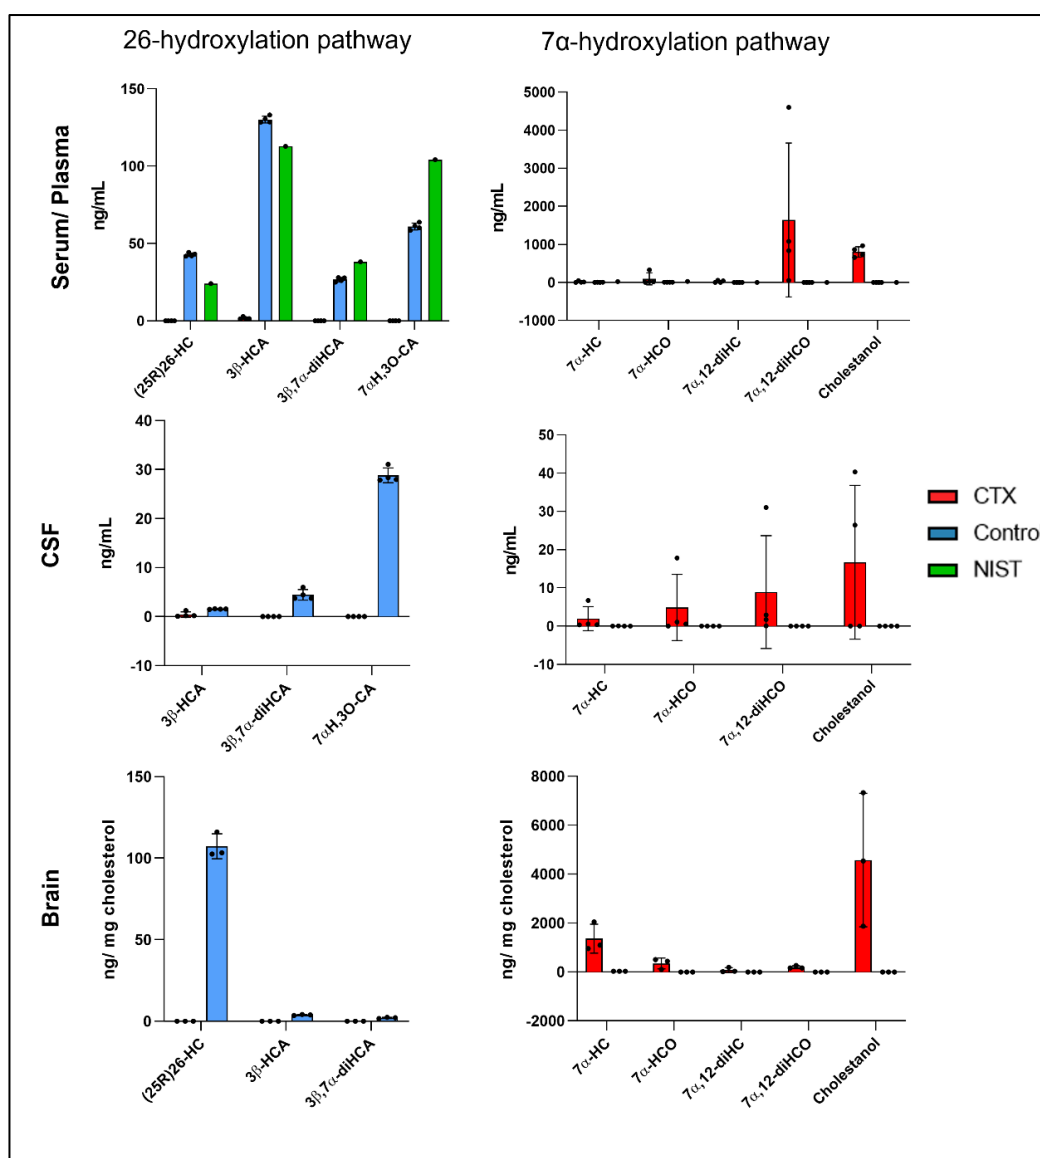 26-hydroxylation pathway
7α-hydroxylation pathway
Serum/ Plasma
ng/mL
150
100
50
0
(25R)26-HC
3β-HCA
3β,7α-diHCA
7αH,3O-CA
ng/mL
5000
4000
3000
2000
1000
0
-1000
7α-HC
7α-HCO
7α,12-diHC
7α,12-diHCO
Cholestanol
CSF
ng/mL
40
30
20
10
0
-10
3β-HCA
3β,7α-diHCA
7αH,3O-CA
ng/mL
50
40
30
20
10
0
-10
7α-HC
7α-HCO
7α,12-diHCO
Cholestanol
CTX
Contro
NIST
Brain
ng/ mg cholesterol
150
100
50
0
(25R)26-HC
3β-HCA
3β,7α-diHCA
ng/ mg cholesterol
8000
6000
4000
2000
0
-2000
7α-HC
7α-HCO
7α,12-diHC
7α,12-diHCO
Cholestanol